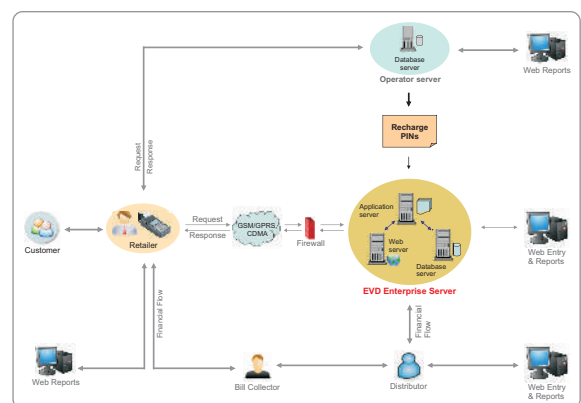 Database
server
Operator server
Web Reports
Recharge
PINs
Request
Response
Application
server
Web
server
Database
server
EVD Enterprise Server
Customer
Retailer
Request
Response
GSM/GPRS,
CDMA
Firewall
Web Entry
& Reports
Financial Flow
Financial
Flow
Web Reports
Bill Collector
Distributor
Web Entry
& Reports